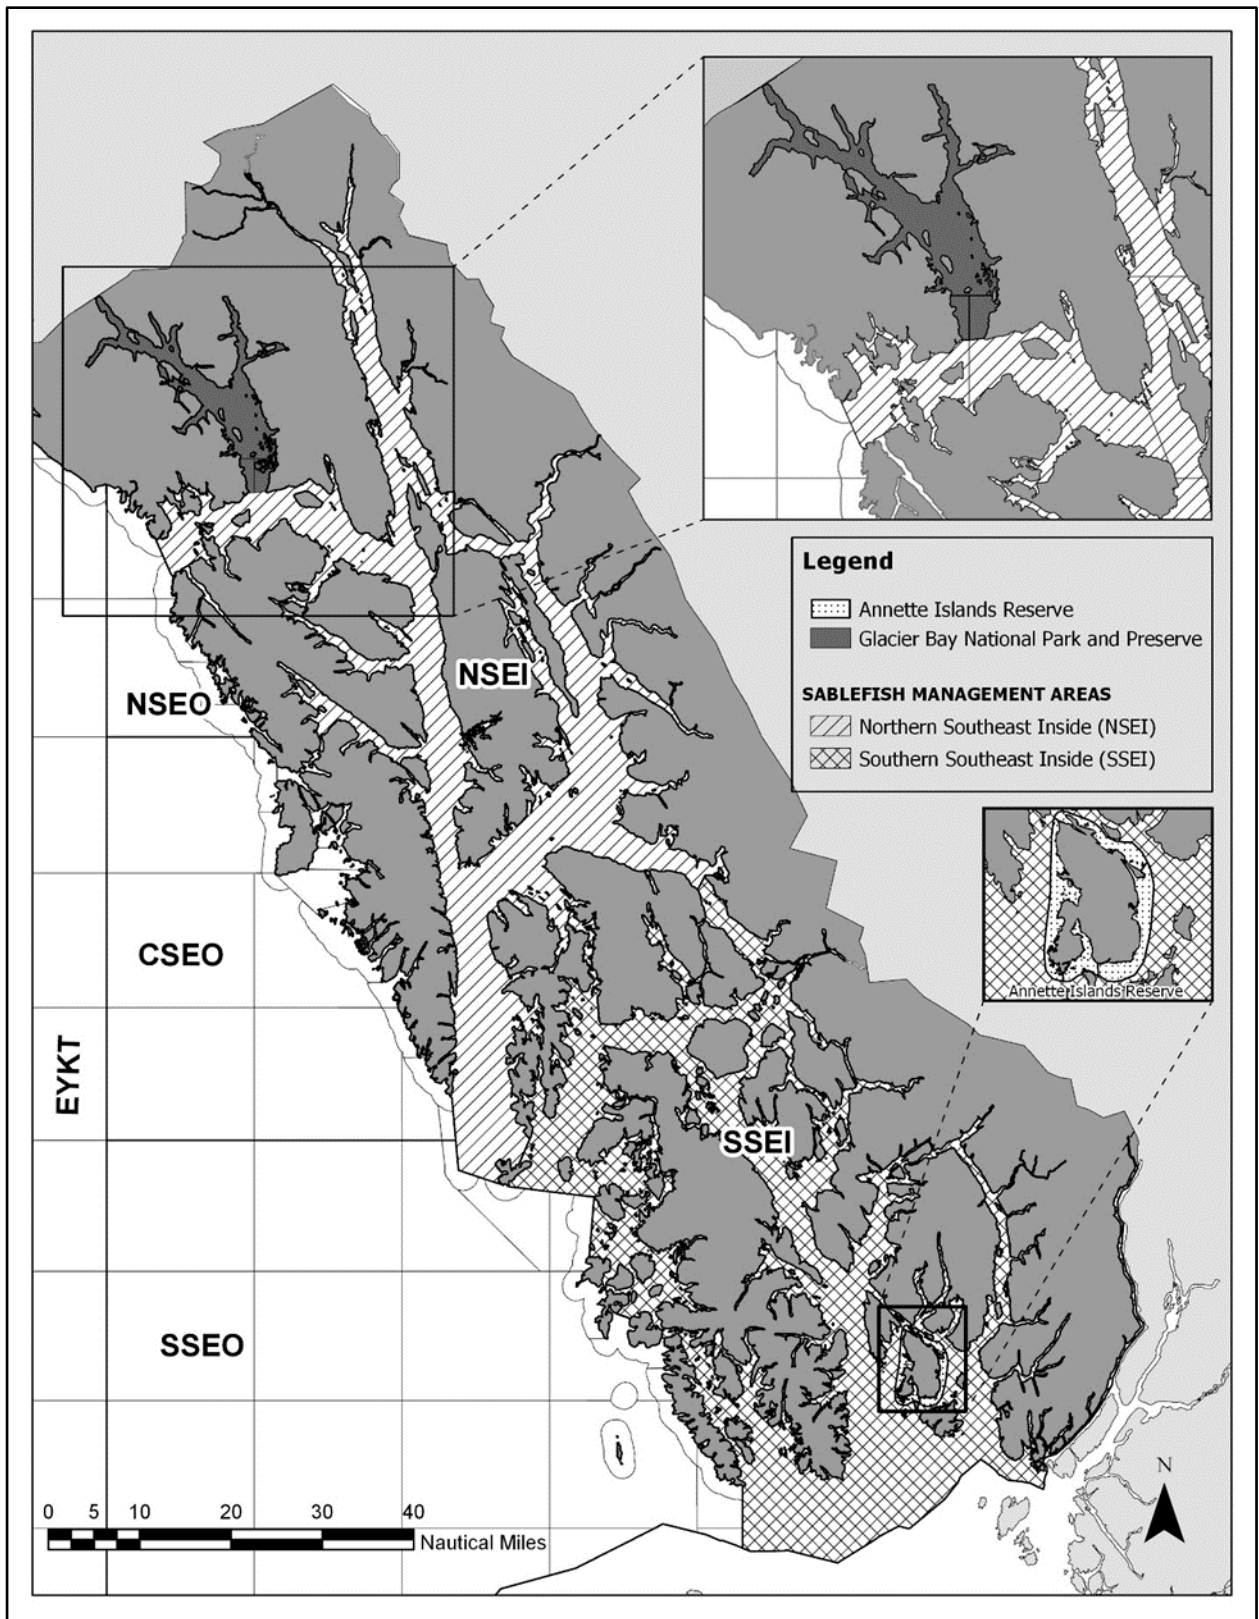 Legend
Annette Islands Reserve
Glacier Bay National Park and Preserve
SABLEFISH MANAGEMENT AREAS
Northern Southeast Inside (NSEI)
Southern Southeast Inside (SSEI)
NSEI
NSEO
Annette Islands Reserve
CSEO
EYKT
SSEI
SSEO
N
0 5 10 20 30 40
Nautical Miles